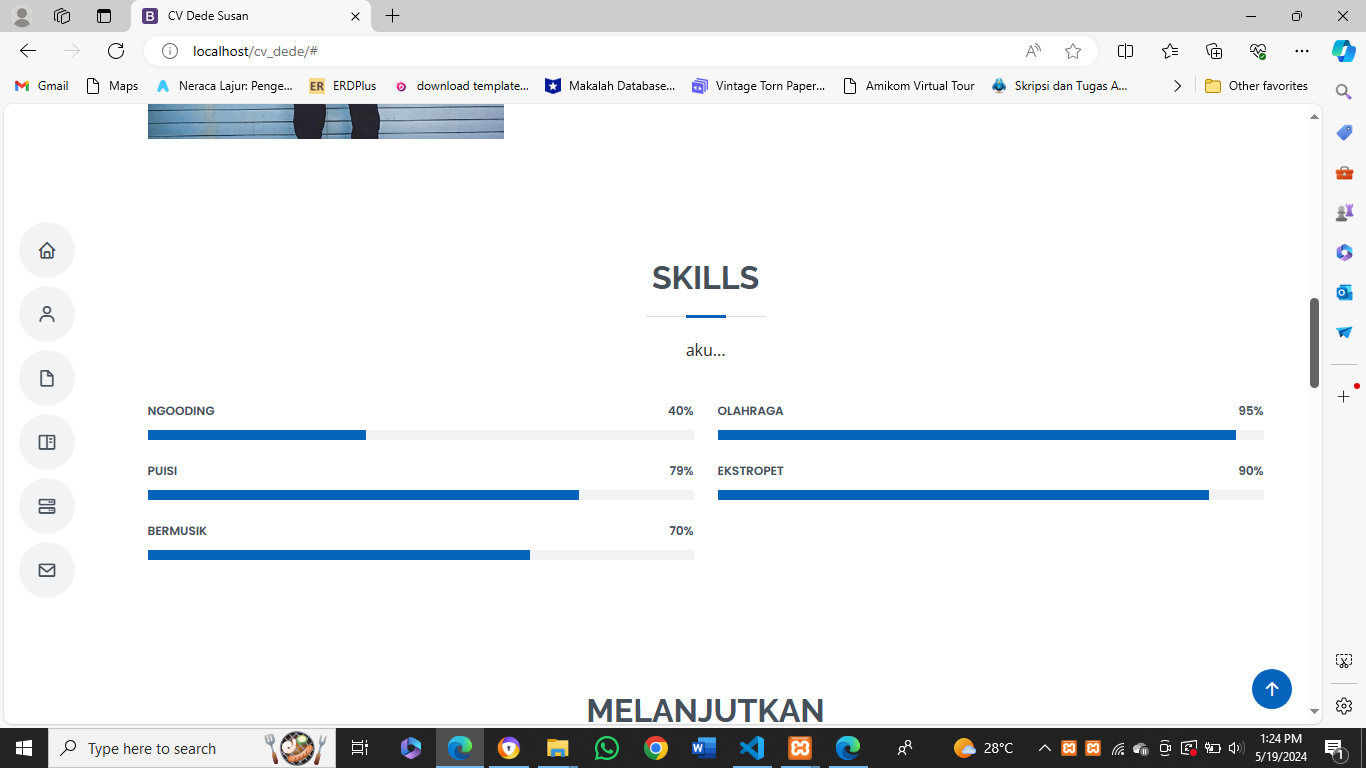 CV Dede Susan
localhost/cv_dede/#
Gmail
Maps
Neraca Lajur: Penge...
ER
ERDPlus
download template...
Makalah Database...
Vintage Torn Paper...
Amikom Virtual Tour
Skripsi dan Tugas A...
Other favorites
SKILLS
aku...
NGOODING 40%
OLAHRAGA 95%
PUISI 79%
EKSTROPET 90%
BERMUSIK 70%
MELANJUTKAN
Type here to search
28°C
1:24 PM
5/19/2024
1